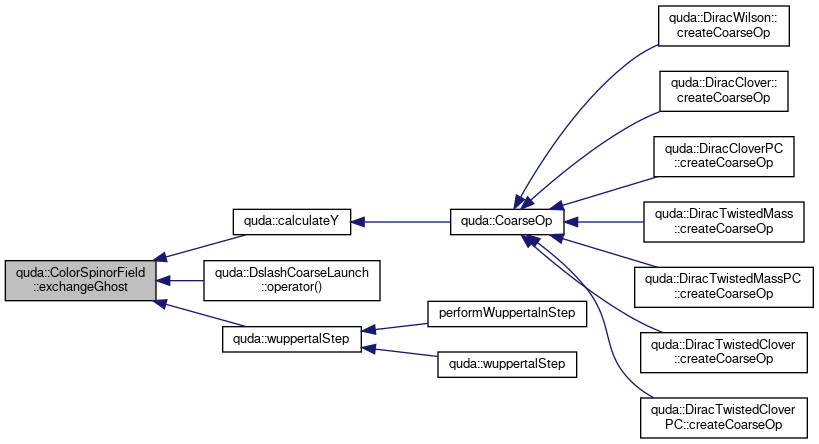 quda::ColorSpinorField
::exchangeGhost
quda::calculateY
quda::DslashCoarseLaunch
::operator()
quda::wuppertalStep
quda::CoarseOp
performWuppertalnStep
quda::wuppertalStep
quda::DiracWilson::
createCoarseOp
quda::DiracClover::
createCoarseOp
quda::DiracCloverPC
::createCoarseOp
quda::DiracTwistedMass
::createCoarseOp
quda::DiracTwistedMassPC
::createCoarseOp
quda::DiracTwistedClover
::createCoarseOp
quda::DiracTwistedClover
PC::createCoarseOp